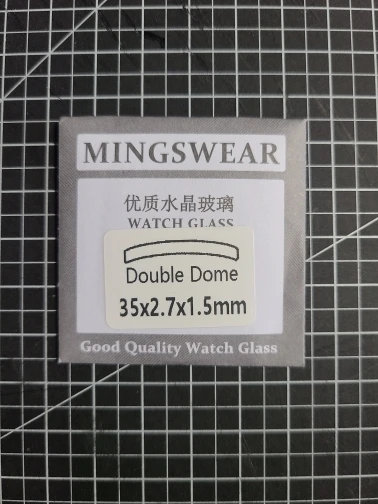 MINGSWEAR
优质水晶玻璃
WATCH GLASS
Double Dome
35x2.7x1.5mm
Good Quality Watch Glass